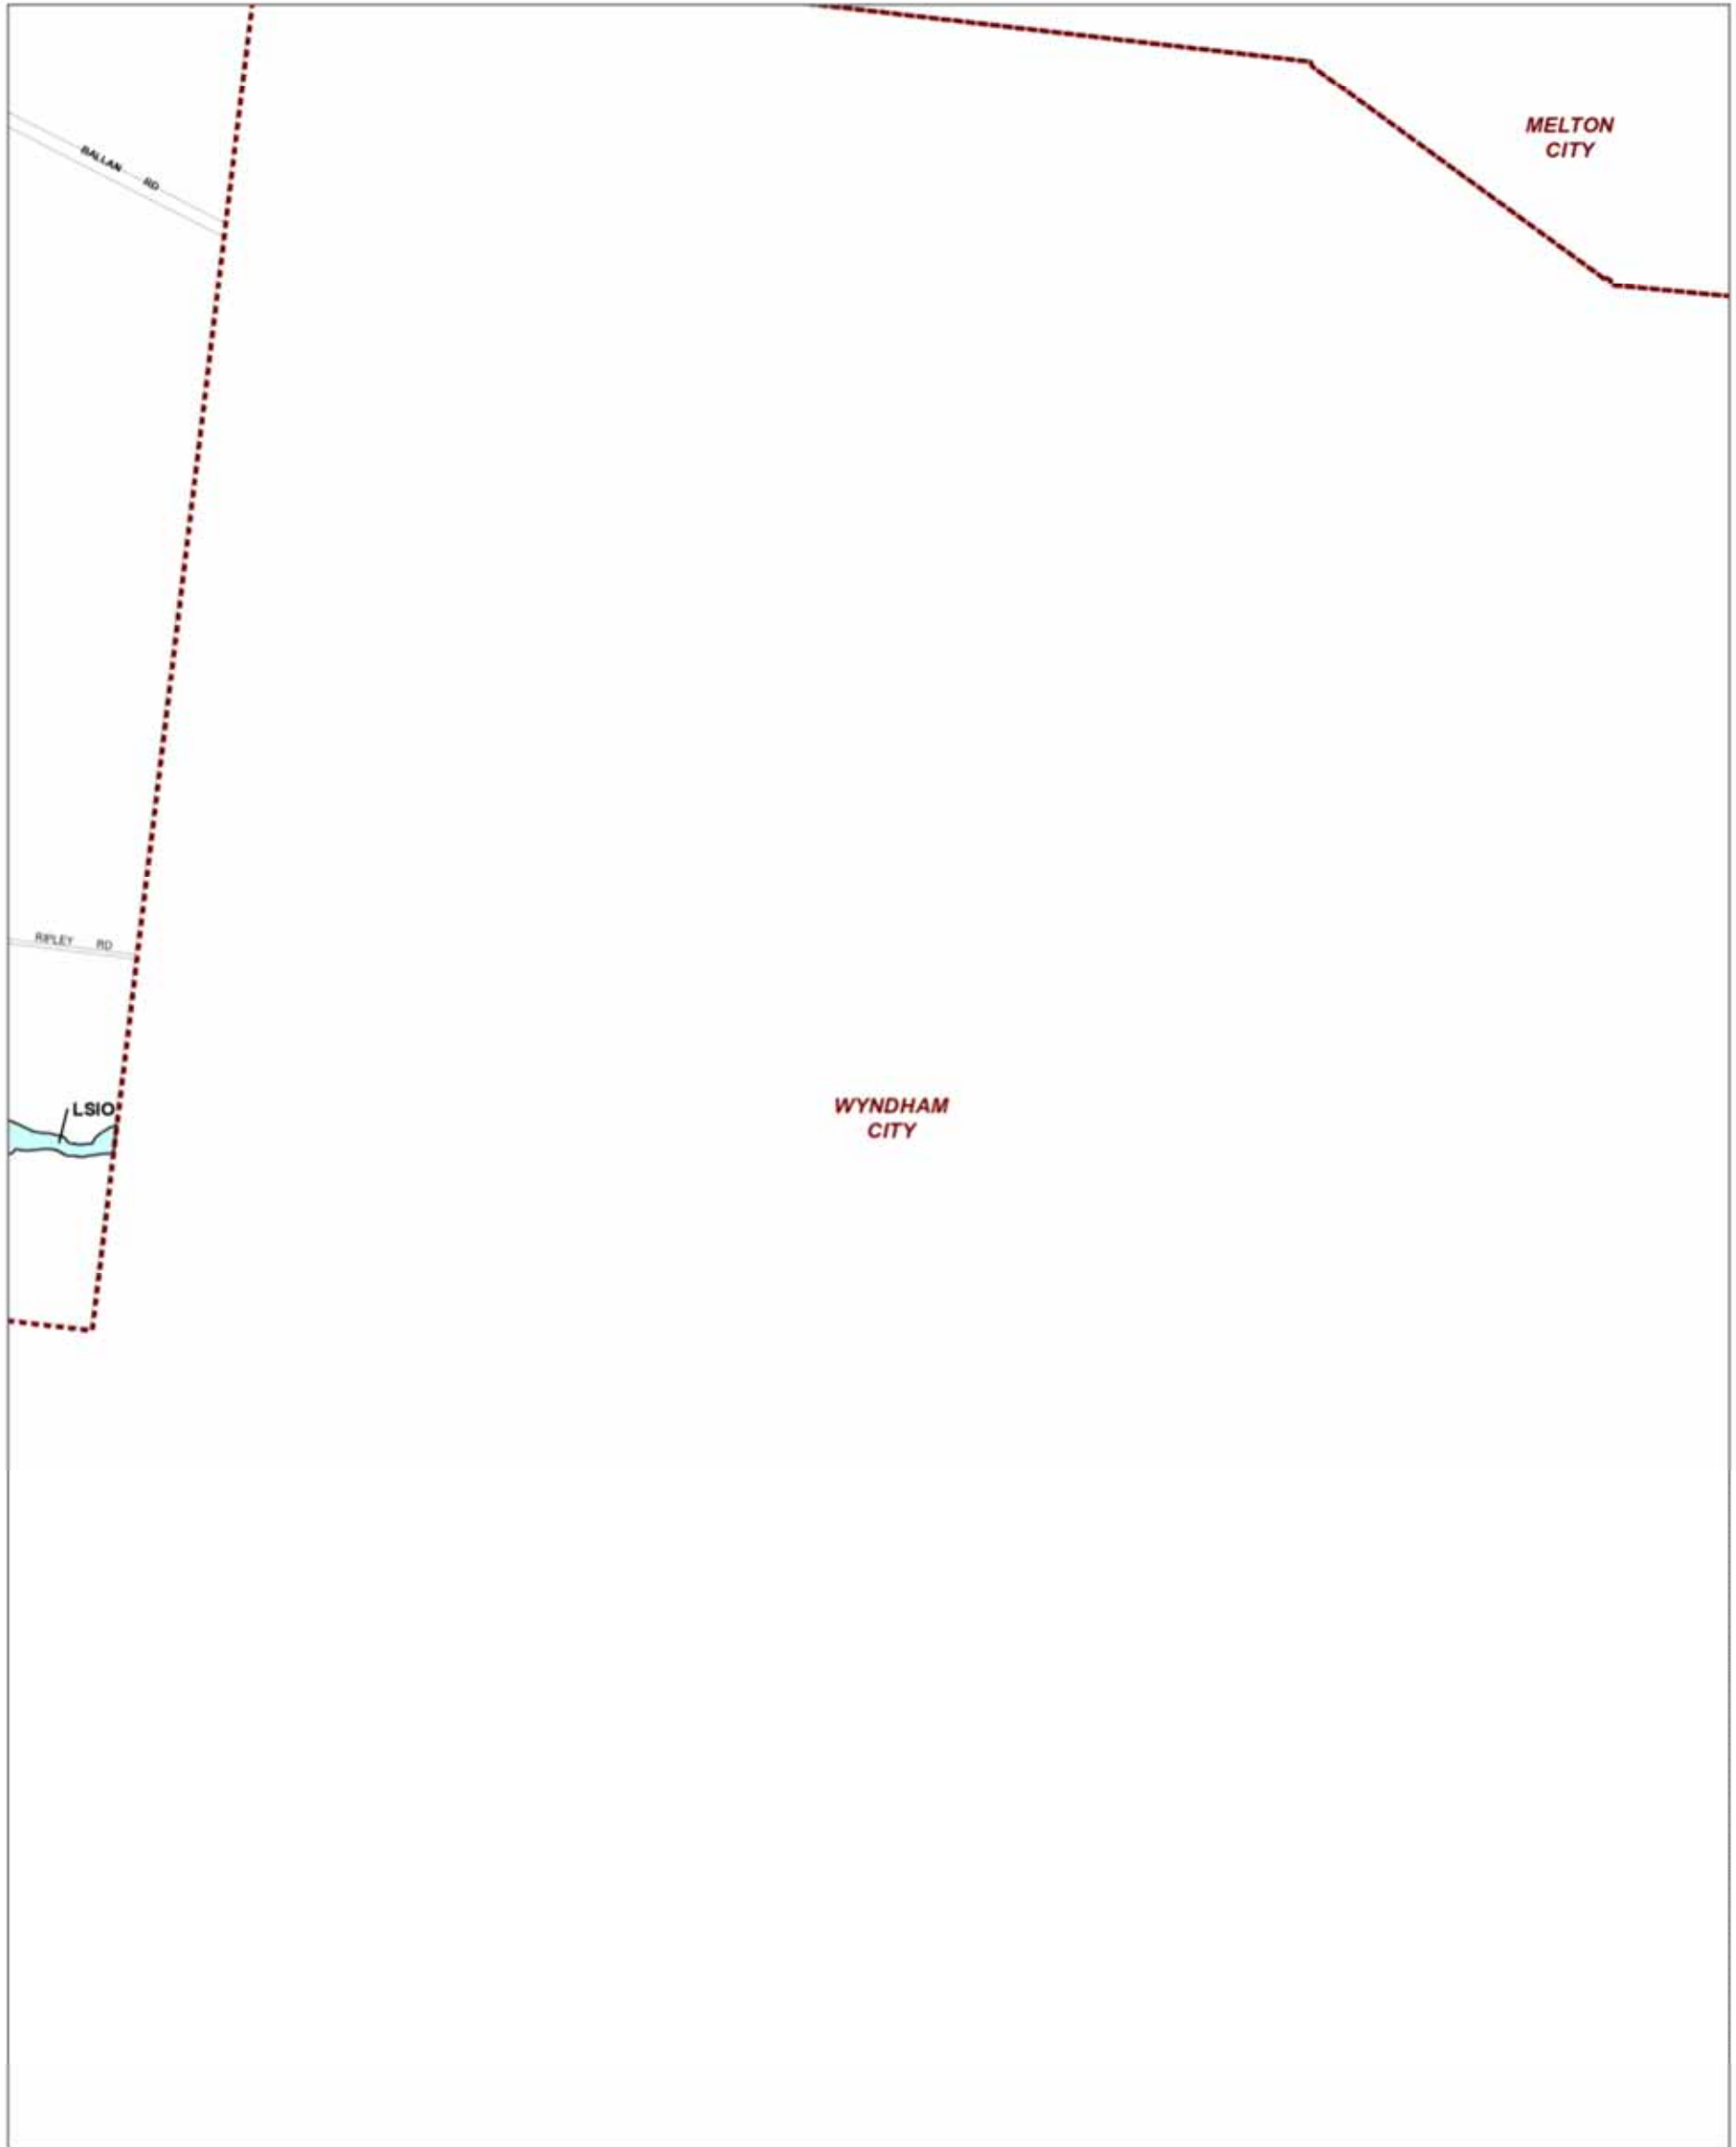 MELTON
CITY
BALLAN RD
RIPLEY RD
LSIO
WYNDHAM
CITY